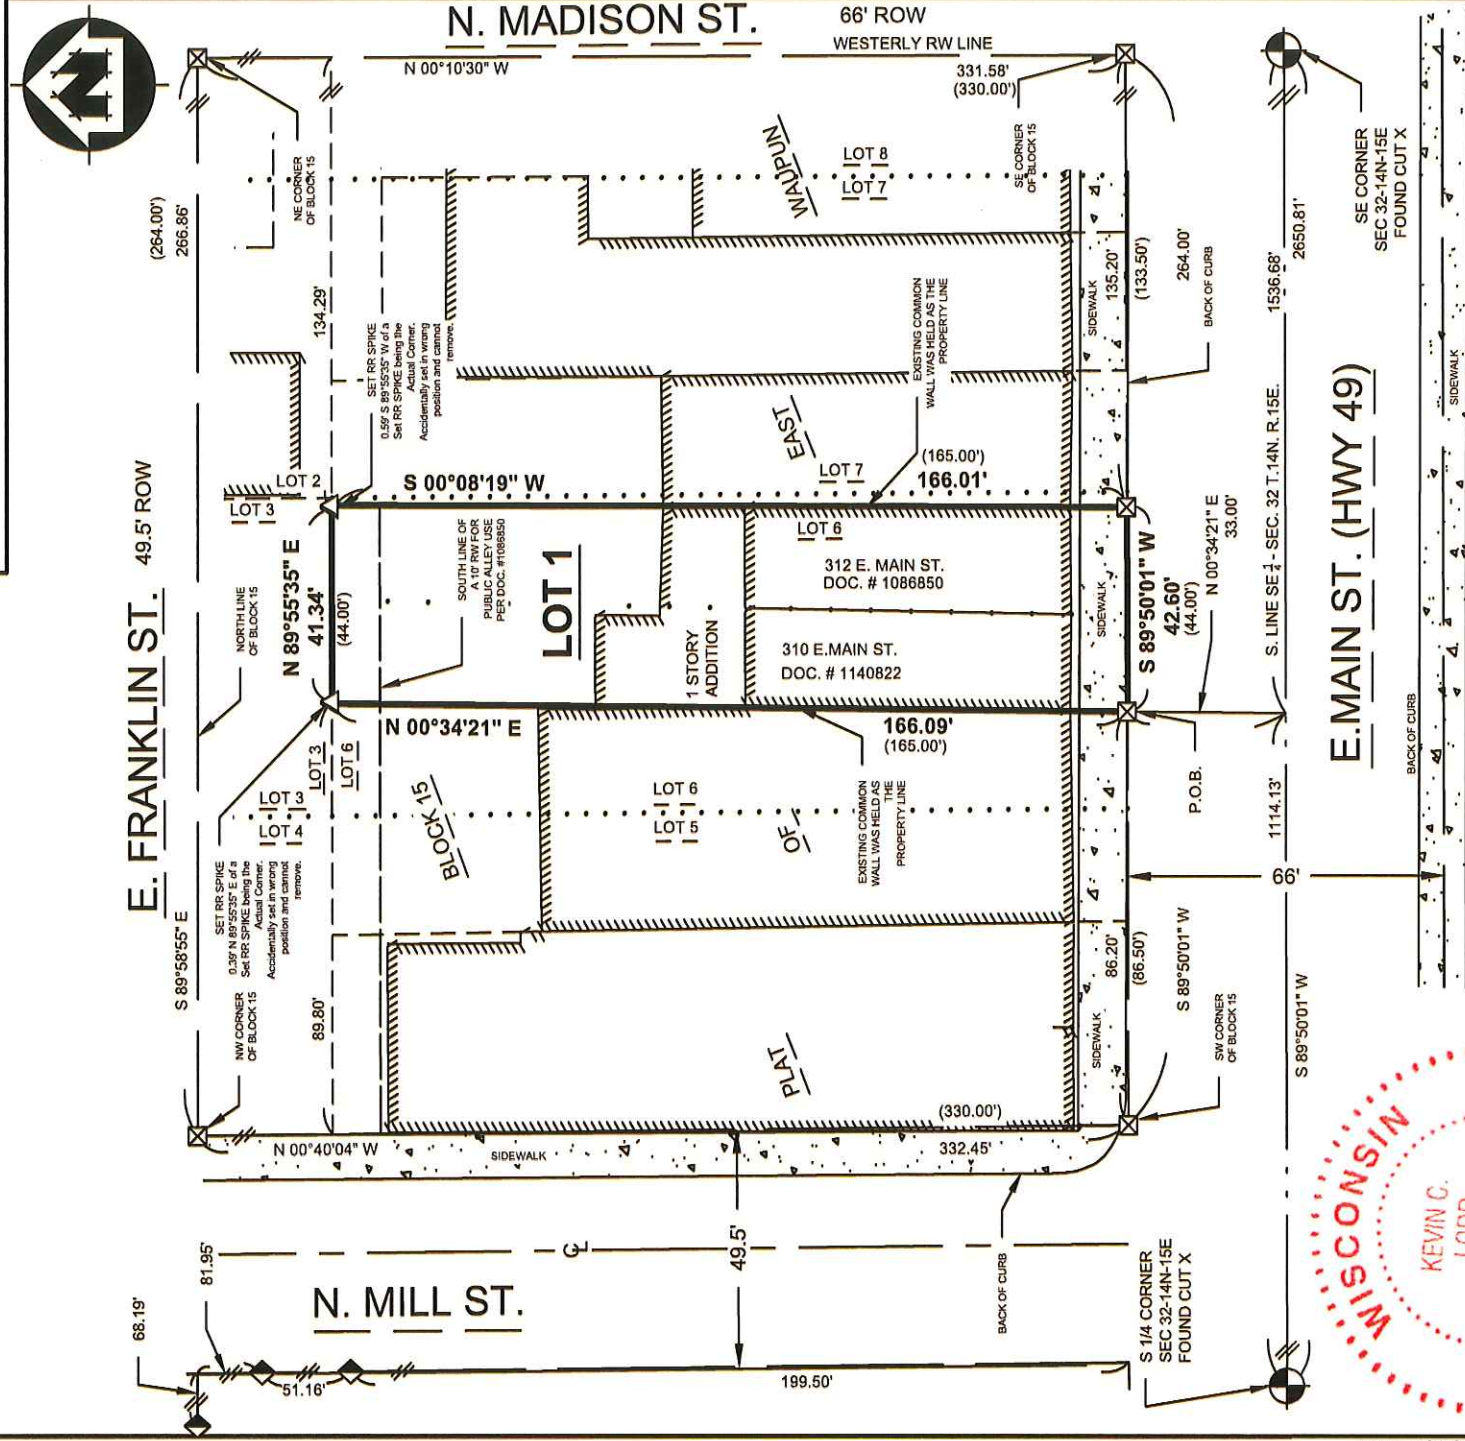 N. MADISON ST.
66' ROW
WESTERLY RW LINE
N 00°10'30" W
331.58'
(330.00')
N
NE CORNER
OF BLOCK 15
SE CORNER
OF BLOCK 15
SE CORNER
SEC 32-14N-15E
FOUND CUT X
WAUPUN
LOT 8
LOT 7
(264.00')
266.86'
134.29'
SET RR SPIKE
0.59' S 89°55'35" W of a
Set RR SPIKE being the
Actual Corner.
Accidentally set in wrong
position and cannot
remove.
EXISTING COMMON
WALL WAS HELD AS THE
PROPERTY LINE
SIDEWALK
135.20'
(133.50')
264.00'
BACK OF CURB
1536.68'
2650.81'
SIDEWALK
E. FRANKLIN ST.
49.5' ROW
LOT 2
LOT 3
S 00°08'19" W
EAST
LOT 7
(165.00')
166.01'
NORTH LINE
OF BLOCK 15
N 89°55'35" E
41.34'
(44.00')
SOUTH LINE OF
A 10' RW FOR
PUBLIC ALLEY USE
PER DOC. #1086850
LOT 1
LOT 6
312 E. MAIN ST.
DOC. # 1086850
310 E.MAIN ST.
DOC. # 1140822
1 STORY
ADDITION
SIDEWALK
S 89°50'01" W
42.60'
(44.00')
N 00°34'21" E
33.00'
S. LINE SE 1/4 - SEC. 32 T.14N. R.15E.
E.MAIN ST. (HWY 49)
N 00°34'21" E
166.09'
(165.00')
LOT 3
LOT 6
LOT 3
LOT 4
BLOCK 15
LOT 6
LOT 5
OF
EXISTING COMMON
WALL WAS HELD AS
THE
PROPERTY LINE
P.O.B.
1114.13'
BACK OF CURB
66'
SET RR SPIKE
0.39' N 89°55'35" E of a
Set RR SPIKE being the
Actual Corner.
Accidentally set in wrong
position and cannot
remove.
S 89°58'55" E
NW CORNER
OF BLOCK 15
89.80'
86.20'
(86.50')
S 89°50'01" W
SIDEWALK
SW CORNER
OF BLOCK 15
S 89°50'01" W
PLAT
(330.00')
N 00°40'04" W
SIDEWALK
332.45'
WISCONSIN
KEVIN C.
81.95'
CL
49.5'
BACK OF CURB
S 1/4 CORNER
SEC 32-14N-15E
FOUND CUT X
N. MILL ST.
68.19'
51.16'
199.50'